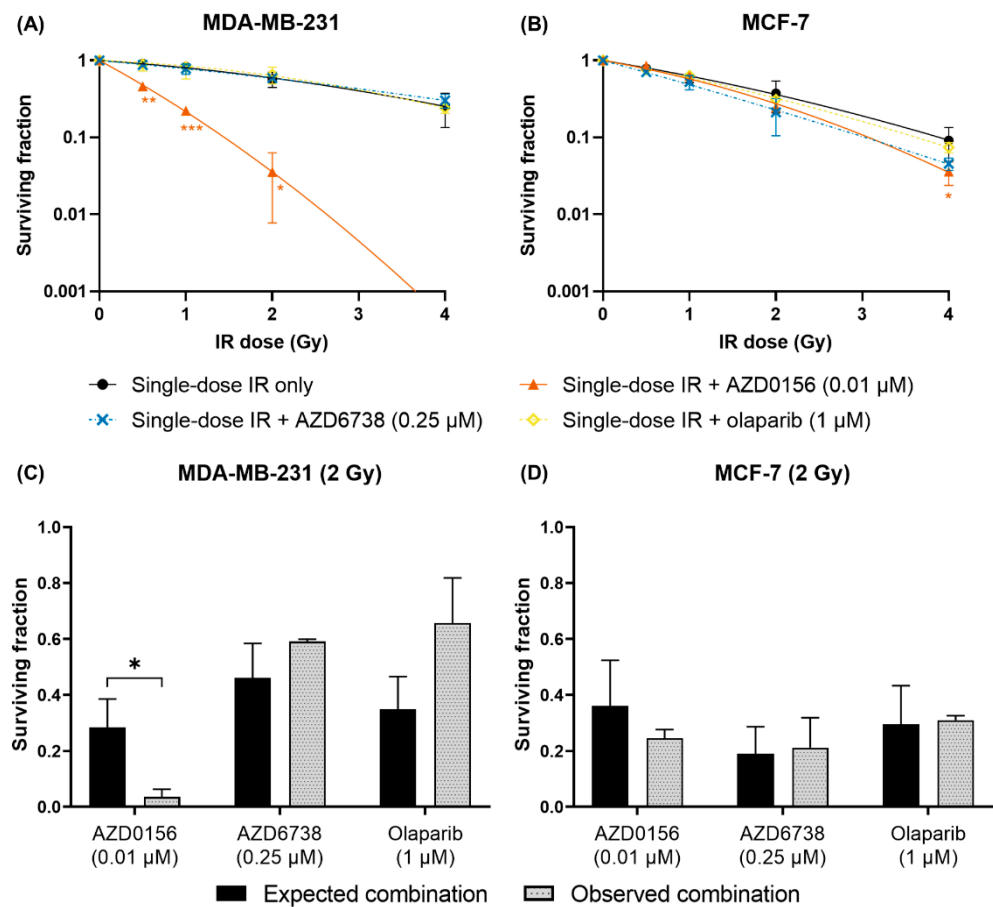 (A)
MDA-MB-231
Surviving fraction
1
0.1
0.01
0.001
**
***
*
0
1
2
3
4
IR dose (Gy)
(B)
MCF-7
Surviving fraction
1
0.1
0.01
0.001
*
0
1
2
3
4
IR dose (Gy)
Single-dose IR only
Single-dose IR + AZD0156 (0.01 µM)
Single-dose IR + AZD6738 (0.25 µM)
Single-dose IR + olaparib (1 µM)
(C)
MDA-MB-231 (2 Gy)
Surviving fraction
1.0
0.8
0.6
0.4
0.2
0.0
*
AZD0156
(0.01 µM)
AZD6738
(0.25 µM)
Olaparib
(1 µM)
(D)
MCF-7 (2 Gy)
Surviving fraction
1.0
0.8
0.6
0.4
0.2
0.0
AZD0156
(0.01 µM)
AZD6738
(0.25 µM)
Olaparib
(1 µM)
Expected combination
Observed combination